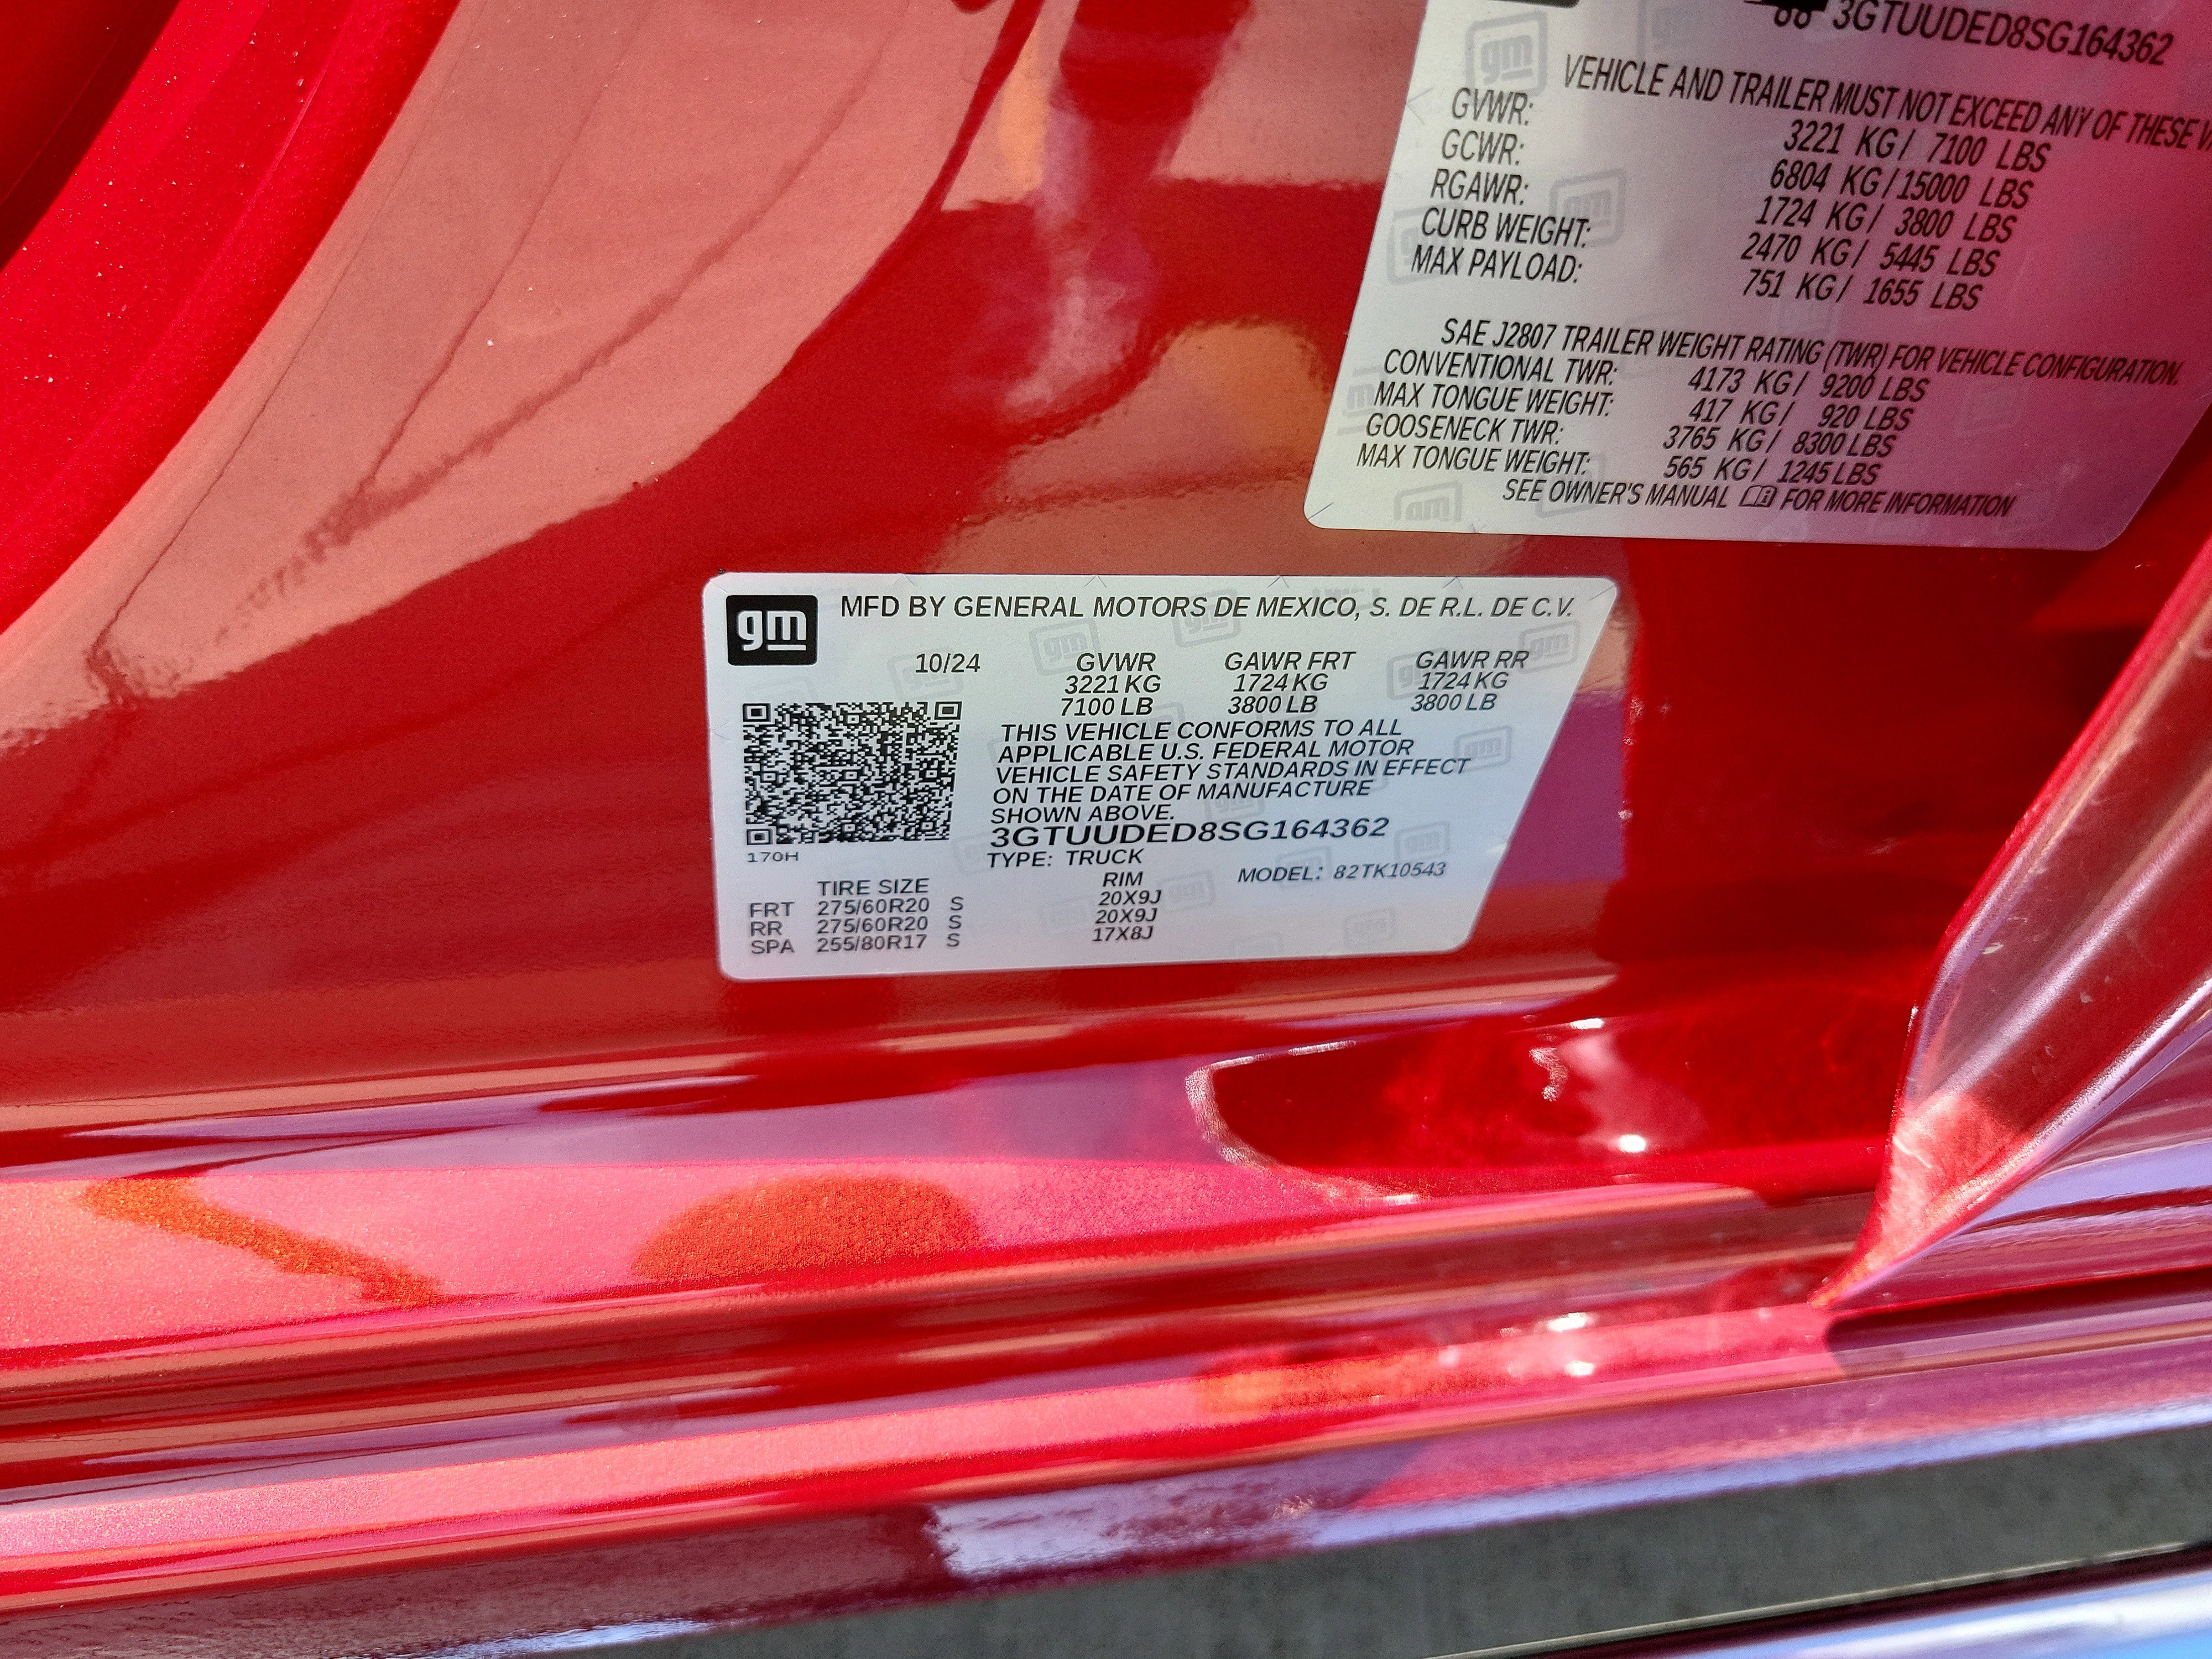 3GTUUDED8SG164362
VEHICLE AND TRAILER MUST NOT EXCEED ANY OF THESE
GVWR: 3221 KG / 7100 LBS
GCWR: 6804 KG / 15000 LBS
RGAWR: 1724 KG / 3800 LBS
CURB WEIGHT: 2470 KG / 5445 LBS
MAX PAYLOAD: 751 KG / 1655 LBS
SAE J2807 TRAILER WEIGHT RATING (TWR) FOR VEHICLE CONFIGURATION.
CONVENTIONAL TWR: 4173 KG / 9200 LBS
MAX TONGUE WEIGHT: 417 KG / 920 LBS
GOOSENECK TWR: 3765 KG / 8300 LBS
MAX TONGUE WEIGHT: 565 KG / 1245 LBS
SEE OWNER'S MANUAL FOR MORE INFORMATION
gm MFD BY GENERAL MOTORS DE MEXICO, S. DE R.L. DE C.V.
10/24 GVWR GAWR FRT GAWR RR
3221 KG 1724 KG 1724 KG
7100 LB 3800 LB 3800 LB
THIS VEHICLE CONFORMS TO ALL
APPLICABLE U.S. FEDERAL MOTOR
VEHICLE SAFETY STANDARDS IN EFFECT
ON THE DATE OF MANUFACTURE
SHOWN ABOVE.
3GTUUDED8SG164362
170H
TYPE: TRUCK MODEL: 82TK10543
TIRE SIZE RIM
FRT 275/60R20 S 20X9J
RR 275/60R20 S 20X9J
SPA 255/80R17 S 17X8J